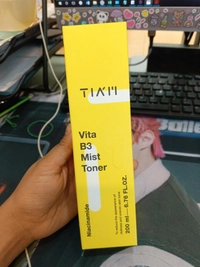 TIA'M
Vita
B3
Mist
Toner
Niacinamide
200 ml — 6.76 FL.OZ.